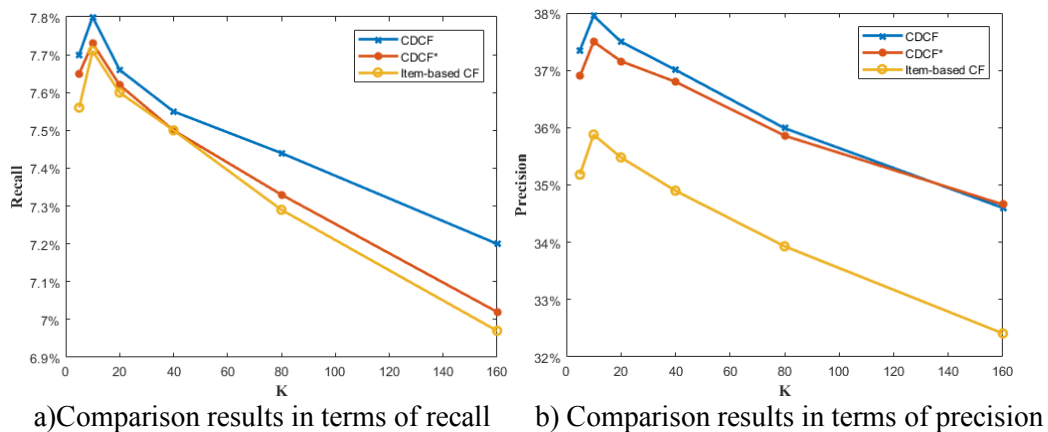 7.8%
7.7%
7.6%
7.5%
7.4%
7.3%
7.2%
7.1%
7%
6.9%
Recall
0 20 40 60 80 100 120 140 160
K
CDCF
CDCF*
Item-based CF
a)Comparison results in terms of recall
38%
37%
36%
35%
34%
33%
32%
Precision
0 20 40 60 80 100 120 140 160
K
CDCF
CDCF*
Item-based CF
b) Comparison results in terms of precision